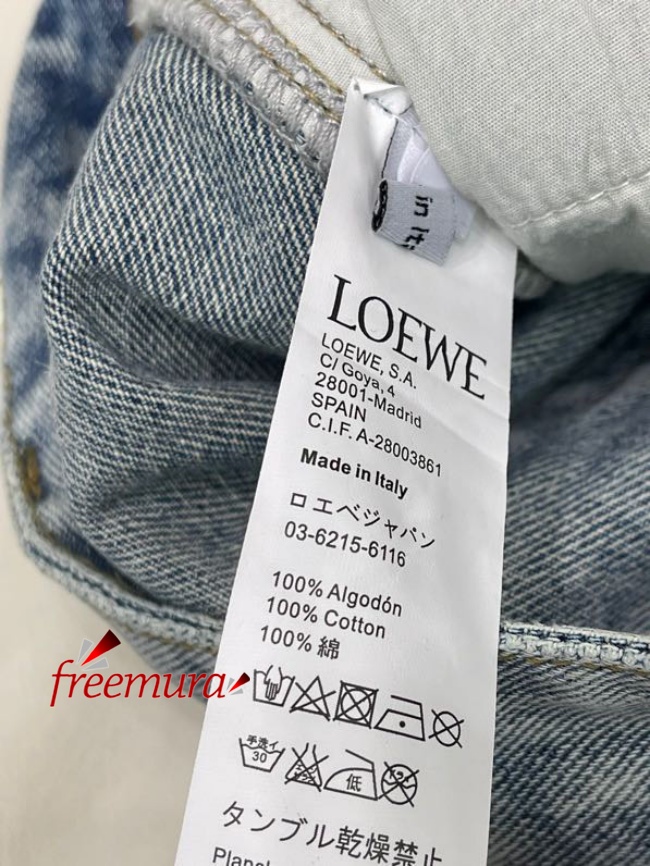 in It
LOEWE
LOEWE, S.A.
C/ Goya, 4
28001-Madrid
SPAIN
C.I.F. A-28003861
Made in Italy
ロエベジャパン
03-6215-6116
100% Algodón
100% Cotton
100% 綿
freemura
手洗イ
30
低
タンブル乾燥禁止